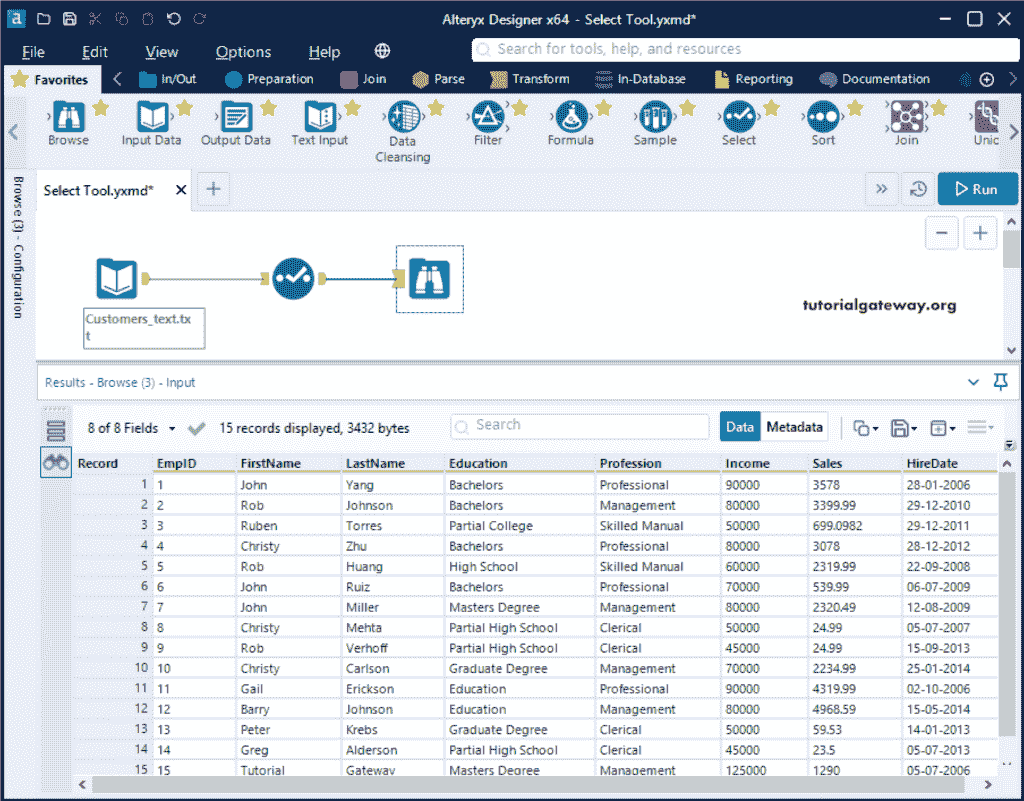 a Alteryx Designer x64 - Select Tool.yxmd*
File Edit View Options Help Search for tools, help, and resources
Favorites In/Out Preparation Join Parse Transform In-Database Reporting Documentation
Browse Input Data Output Data Text Input Data Cleansing Filter Formula Sample Select Sort Join
Browse (3) - Configuration
Select Tool.yxmd* Run
Customers_text.tx
t
tutorialgateway.org
Results - Browse (3) - Input
8 of 8 Fields 15 records displayed, 3432 bytes Search Data Metadata
Record EmpID FirstName LastName Education Profession Income Sales HireDate
1 1 John Yang Bachelors Professional 90000 3578 28-01-2006
2 2 Rob Johnson Bachelors Management 80000 3399.99 29-12-2010
3 3 Ruben Torres Partial College Skilled Manual 50000 699.0982 29-12-2011
4 4 Christy Zhu Bachelors Professional 80000 3078 28-12-2012
5 5 Rob Huang High School Skilled Manual 60000 2319.99 22-09-2008
6 6 John Ruiz Bachelors Professional 70000 539.99 06-07-2009
7 7 John Miller Masters Degree Management 80000 2320.49 12-08-2009
8 8 Christy Mehta Partial High School Clerical 50000 24.99 05-07-2007
9 9 Rob Verhoff Partial High School Clerical 45000 24.99 15-09-2013
10 10 Christy Carlson Graduate Degree Management 70000 2234.99 25-01-2014
11 11 Gail Erickson Education Professional 90000 4319.99 02-10-2006
12 12 Barry Johnson Education Management 80000 4968.59 15-05-2014
13 13 Peter Krebs Graduate Degree Clerical 50000 59.53 14-01-2013
14 14 Greg Alderson Partial High School Clerical 45000 23.5 05-07-2013
15 15 Tutorial Gateway Masters Degree Management 125000 1290 05-07-2006